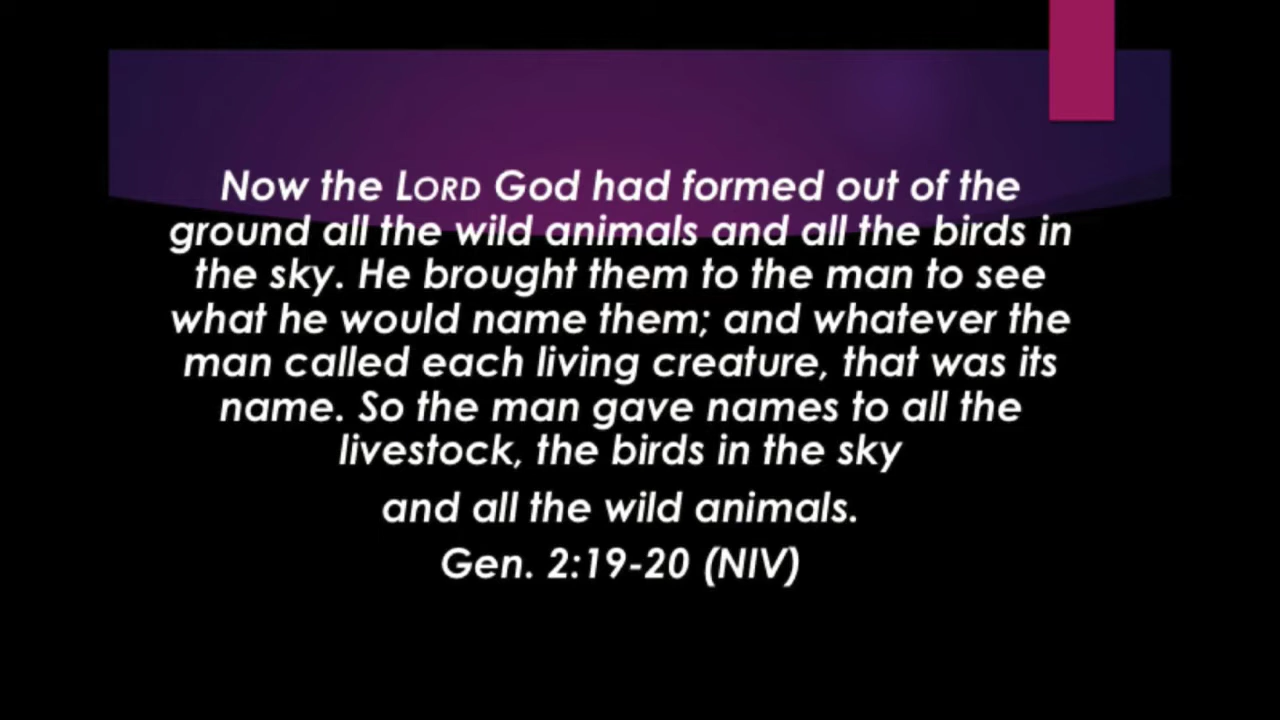 Now the LORD God had formed out of the
ground all the wild animals and all the birds in
the sky. He brought them to the man to see
what he would name them; and whatever the
man called each living creature, that was its
name. So the man gave names to all the
livestock, the birds in the sky
and all the wild animals.
Gen. 2:19-20 (NIV)